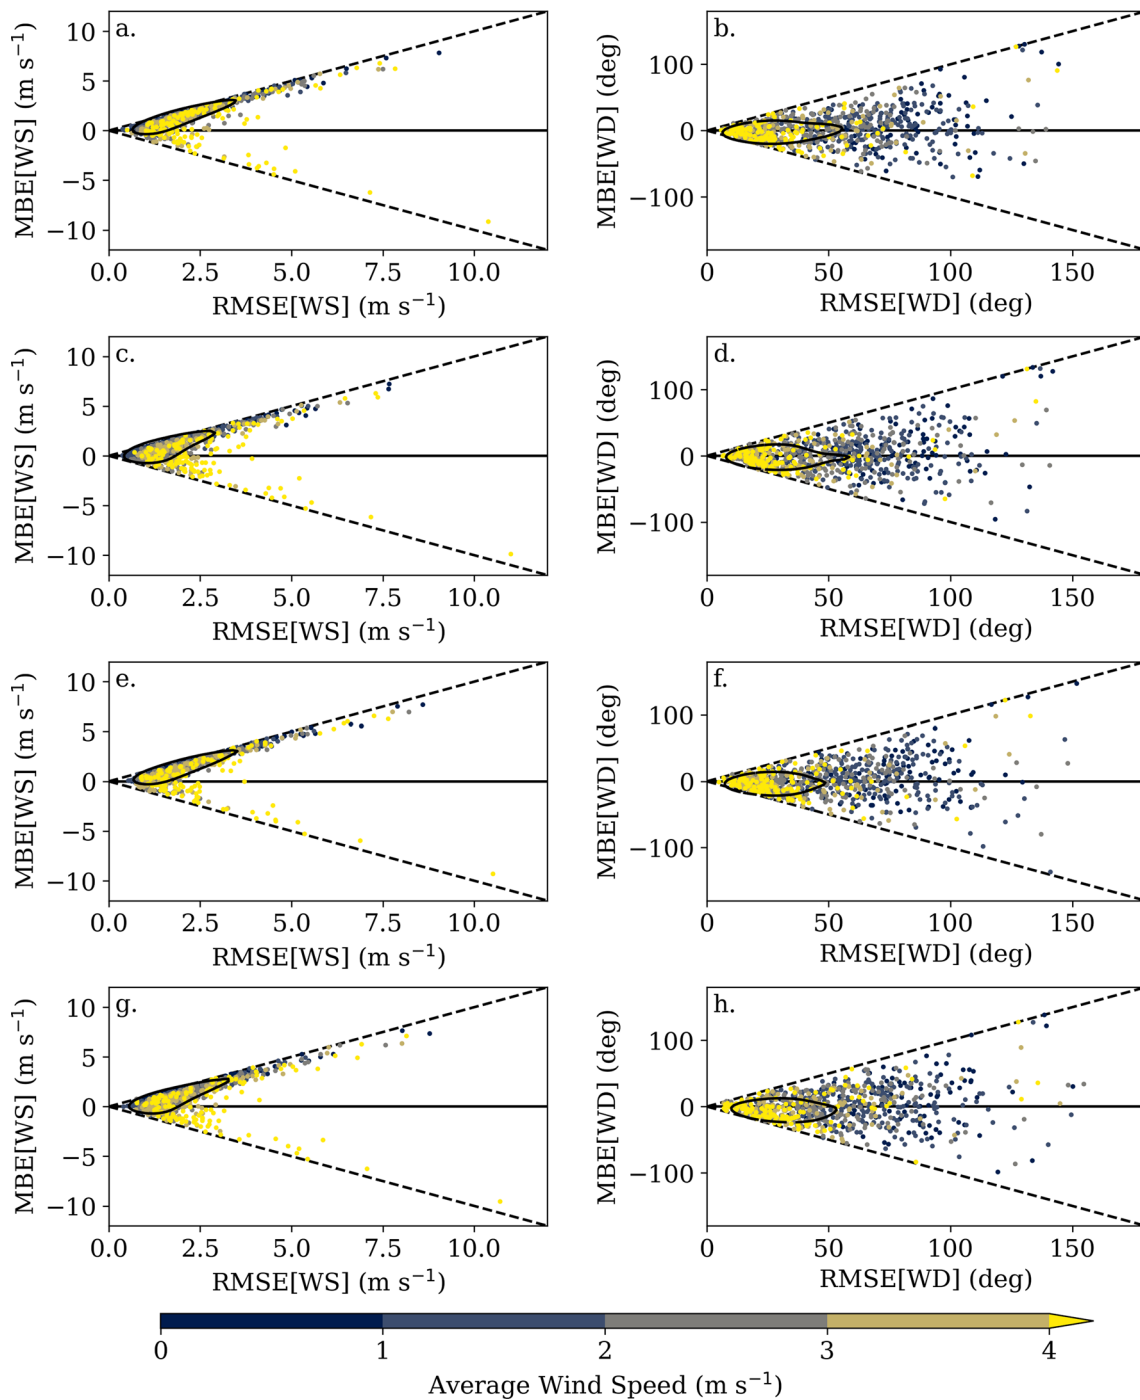 a.
MBE[WS] (m s⁻¹)
10
5
0
−5
−10
0.0 2.5 5.0 7.5 10.0
RMSE[WS] (m s⁻¹)
b.
MBE[WD] (deg)
100
0
−100
0 50 100 150
RMSE[WD] (deg)
c.
MBE[WS] (m s⁻¹)
10
5
0
−5
−10
0.0 2.5 5.0 7.5 10.0
RMSE[WS] (m s⁻¹)
d.
MBE[WD] (deg)
100
0
−100
0 50 100 150
RMSE[WD] (deg)
e.
MBE[WS] (m s⁻¹)
10
5
0
−5
−10
0.0 2.5 5.0 7.5 10.0
RMSE[WS] (m s⁻¹)
f.
MBE[WD] (deg)
100
0
−100
0 50 100 150
RMSE[WD] (deg)
g.
MBE[WS] (m s⁻¹)
10
5
0
−5
−10
0.0 2.5 5.0 7.5 10.0
RMSE[WS] (m s⁻¹)
h.
MBE[WD] (deg)
100
0
−100
0 50 100 150
RMSE[WD] (deg)
0 1 2 3 4
Average Wind Speed (m s⁻¹)